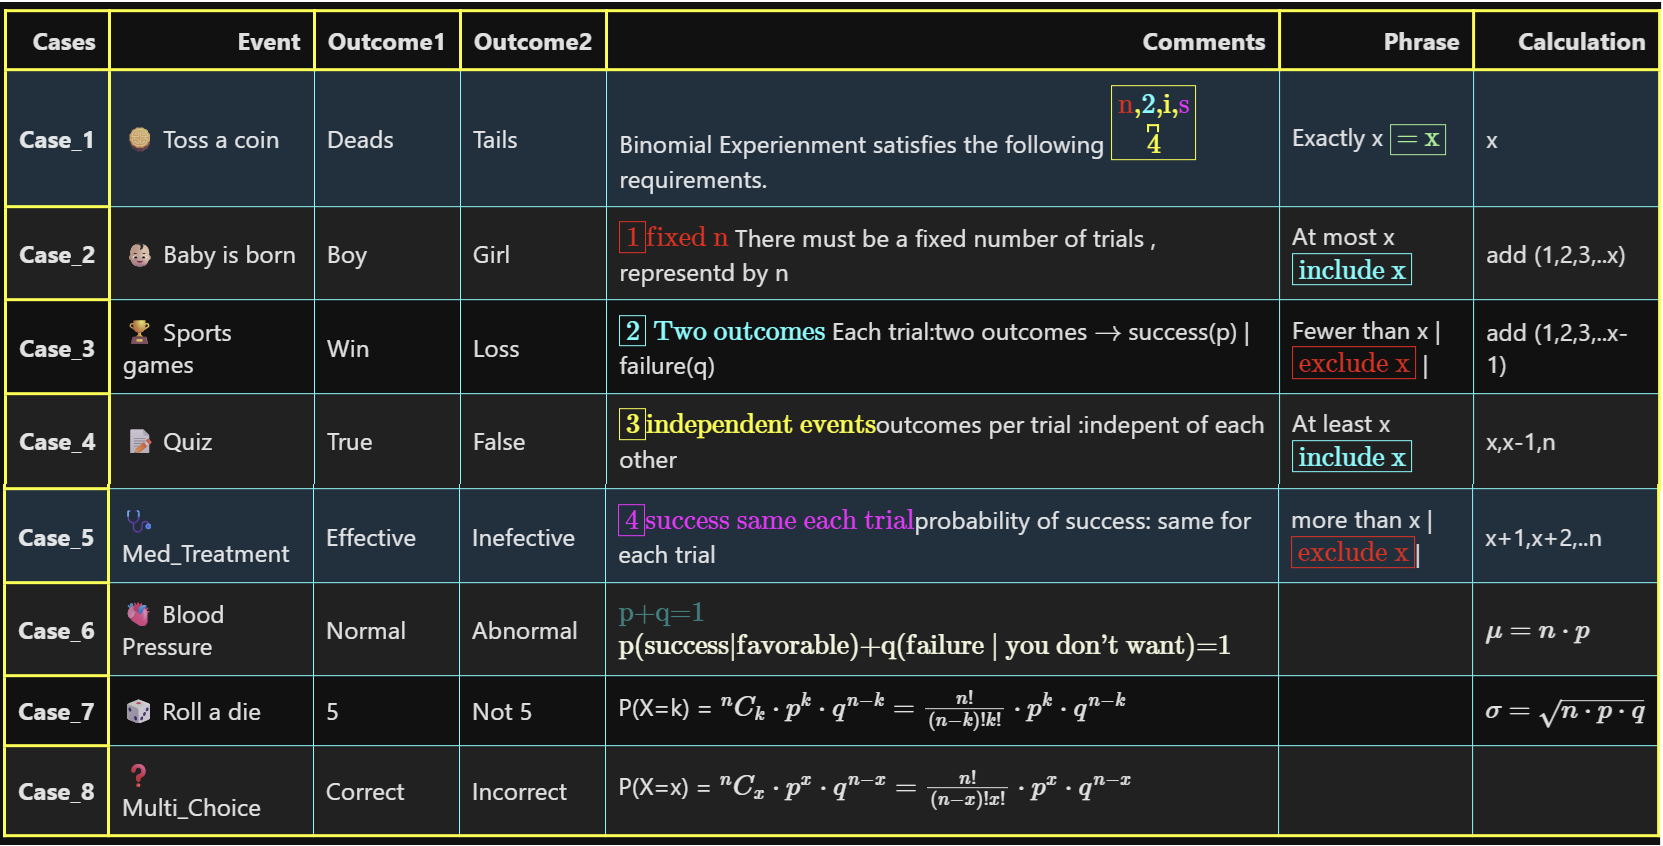 Cases Event Outcome1 Outcome2 Comments Phrase Calculation
Case_1 Toss a coin Deads Tails Binomial Experienment satisfies the following n,2,i,s 4 Exactly x = x x
requirements.
Case_2 Baby is born Boy Girl 1 fixed n There must be a fixed number of trials , At most x add (1,2,3,..x)
representd by n include x
Case_3 Sports Win Loss 2 Two outcomes Each trial:two outcomes → success(p) | Fewer than x | add (1,2,3,..x-
games failure(q) exclude x | 1)
Case_4 Quiz True False 3 independent eventsoutcomes per trial :indepent of each At least x x,x-1,n
other include x
Case_5 Med_Treatment Effective Inefective 4 success same each trialprobability of success: same for more than x | x+1,x+2,..n
each trial exclude x |
Case_6 Blood Normal Abnormal p+q=1 μ = n · p
Pressure p(success|favorable)+q(failure | you don't want)=1
Case_7 Roll a die 5 Not 5 P(X=k) = ⁿCₖ · pᵏ · qⁿ⁻ᵏ = n!/((n−k)!k!) · pᵏ · qⁿ⁻ᵏ σ = √(n · p · q)
Case_8 ❓ Multi_Choice Correct Incorrect P(X=x) = ⁿCₓ · pˣ · qⁿ⁻ˣ = n!/((n−x)!x!) · pˣ · qⁿ⁻ˣ